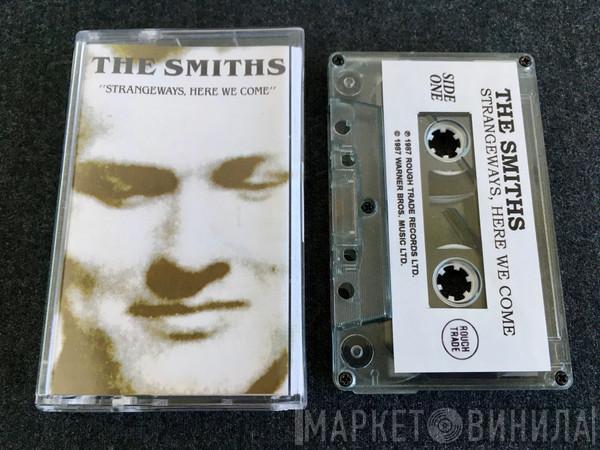 THE SMITHS
"STRANGEWAYS, HERE WE COME"
SIDE
ONE
THE SMITHS
STRANGEWAYS, HERE WE COME
℗ 1987 ROUGH TRADE RECORDS LTD.
© 1987 WARNER BROS. MUSIC LTD.
ROUGH
TRADE
МАРКЕТ ВИНИЛА